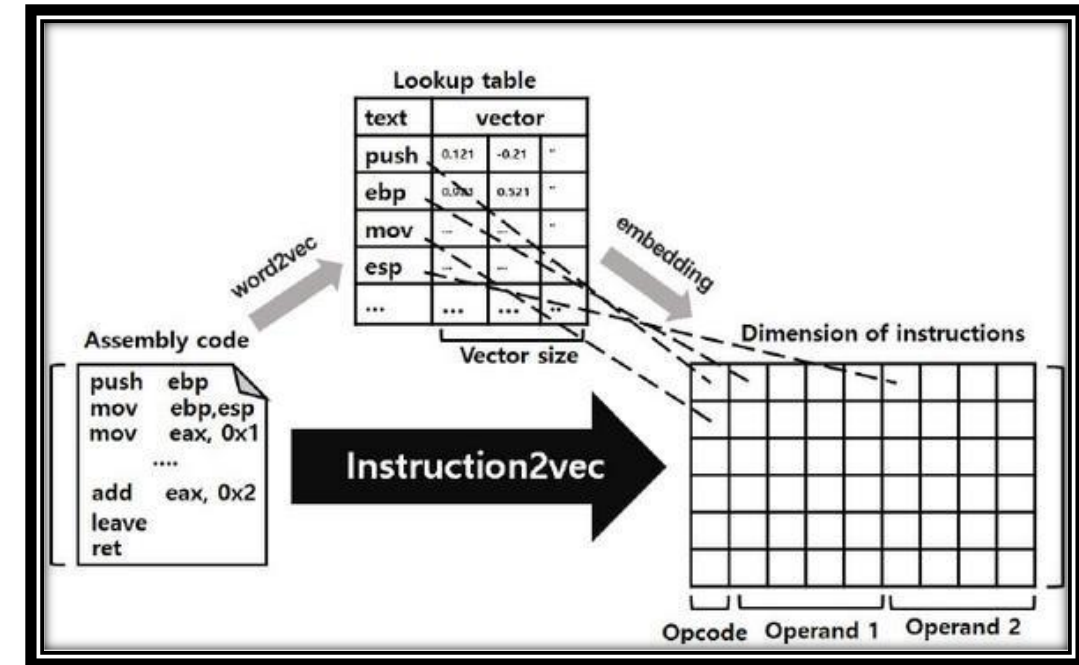 Lookup table
text vector
push 0.121 -0.21 ..
ebp 0.521 ..
mov ... ... ..
esp ... ...
... ... ... ..
Vector size
word2vec
embedding
Assembly code
push ebp
mov ebp,esp
mov eax, 0x1
....
add eax, 0x2
leave
ret
Instruction2vec
Dimension of instructions
Opcode Operand 1 Operand 2